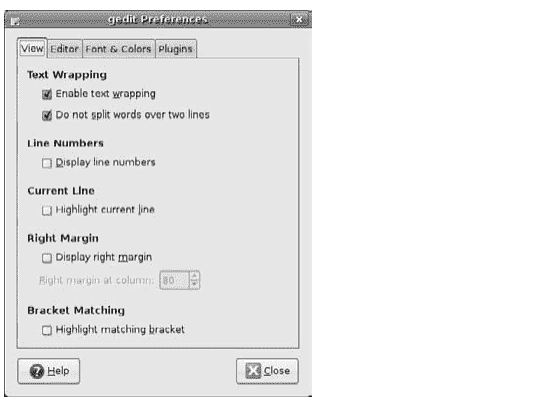 gedit Preferences
View Editor Font & Colors Plugins
Text Wrapping
Enable text wrapping
Do not split words over two lines
Line Numbers
Display line numbers
Current Line
Highlight current line
Right Margin
Display right margin
Right margin at column: 80
Bracket Matching
Highlight matching bracket
Help Close